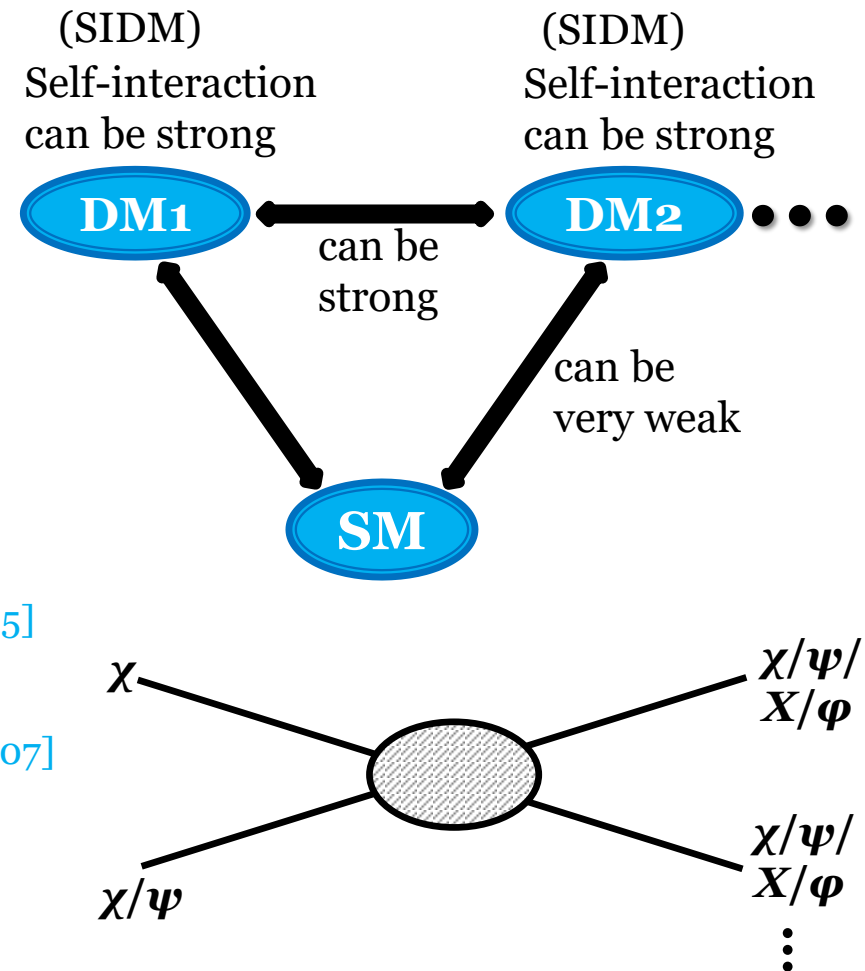 (SIDM)
Self-interaction
can be strong
(SIDM)
Self-interaction
can be strong
DM1
DM2
•••
can be
strong
can be
very weak
SM
5]
07]
χ
χ/ψ/
X/φ
χ/ψ
χ/ψ/
X/φ
⋮